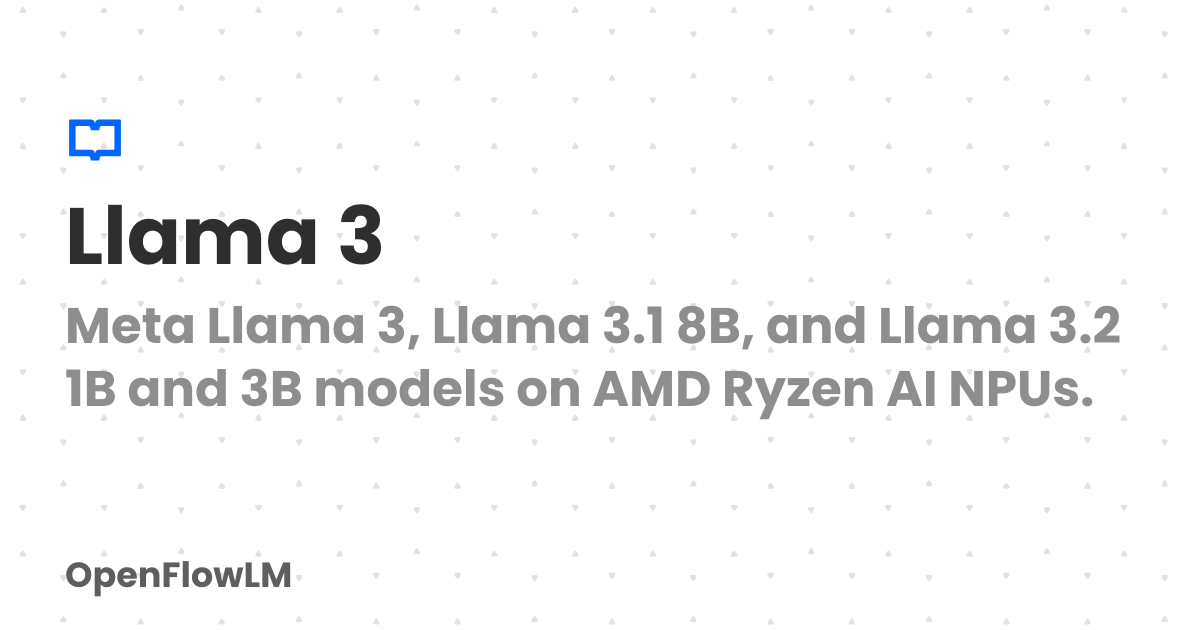 Llama 3
Meta Llama 3, Llama 3.1 8B, and Llama 3.2
1B and 3B models on AMD Ryzen AI NPUs.
OpenFlowLM